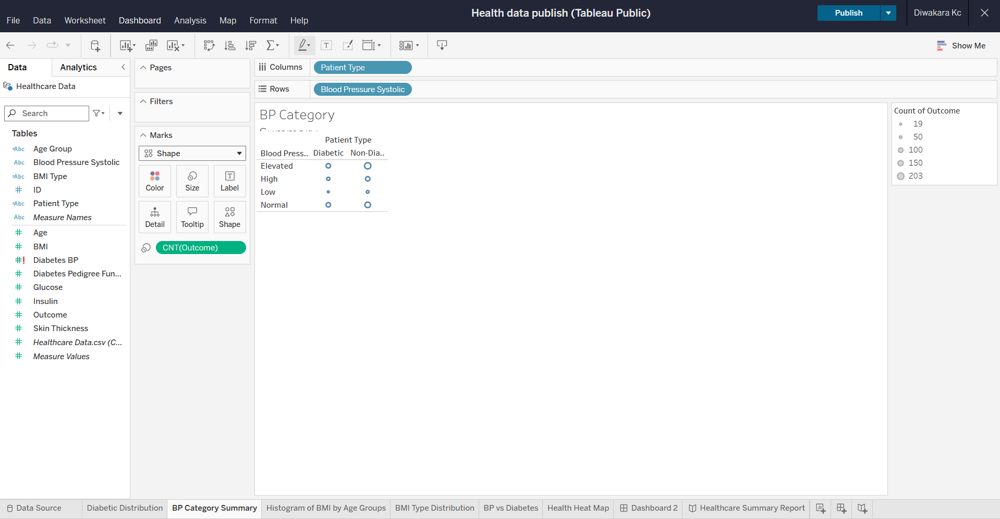 Health data publish (Tableau Public)
Publish
Diwakara Kc
File Data Worksheet Dashboard Analysis Map Format Help
Show Me
Data
Analytics
Healthcare Data
Search
Tables
=Abc Age Group
Abc Blood Pressure Systolic
=Abc BMI Type
ID
=Abc Patient Type
Abc Measure Names
Age
BMI
Diabetes BP
Diabetes Pedigree Fun...
Glucose
Insulin
Outcome
Skin Thickness
Healthcare Data.csv (C...
Measure Values
Pages
Filters
Marks
Shape
Color Size Label
Detail Tooltip Shape
CNT(Outcome)
Columns Patient Type
Rows Blood Pressure Systolic
BP Category
Summary
Patient Type
Blood Press.. Diabetic Non-Dia..
Elevated
High
Low
Normal
Count of Outcome
19
50
100
150
203
Data Source Diabetic Distribution BP Category Summary Histogram of BMI by Age Groups BMI Type Distribution BP vs Diabetes Health Heat Map Dashboard 2 Healthcare Summary Report